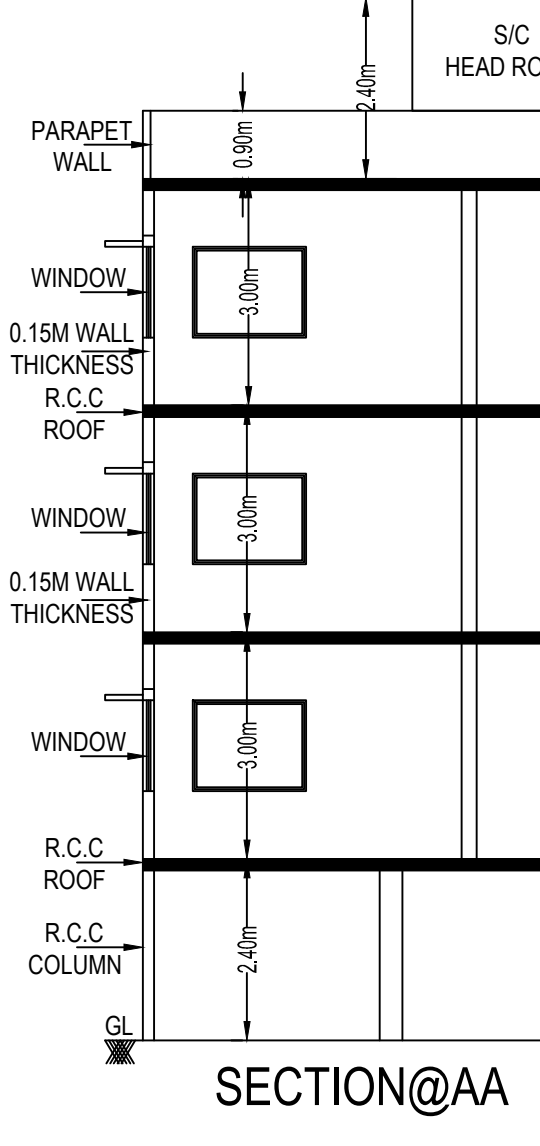 S/C
2.40m
PARAPET
WALL
0.90m
WINDOW
3.00m
0.15M WALL
THICKNESS
R.C.C
ROOF
WINDOW
3.00m
0.15M WALL
THICKNESS
WINDOW
3.00m
R.C.C
ROOF
R.C.C
COLUMN
2.40m
GL
SECTION@AA
HEAD